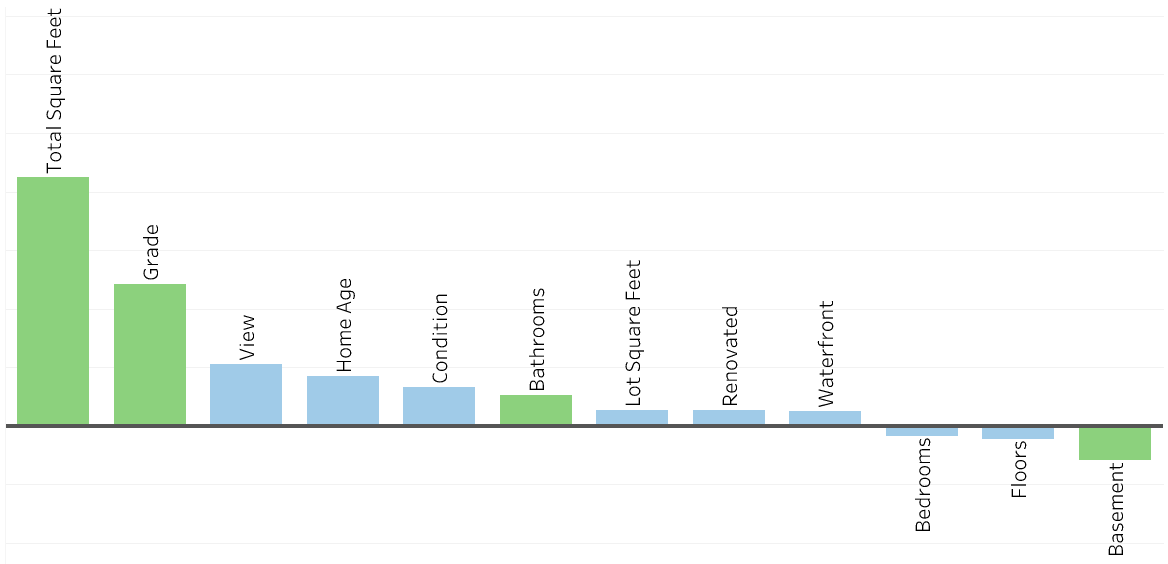 Total Square Feet
Grade
View
Home Age
Condition
Bathrooms
Lot Square Feet
Renovated
Waterfront
Bedrooms
Floors
Basement